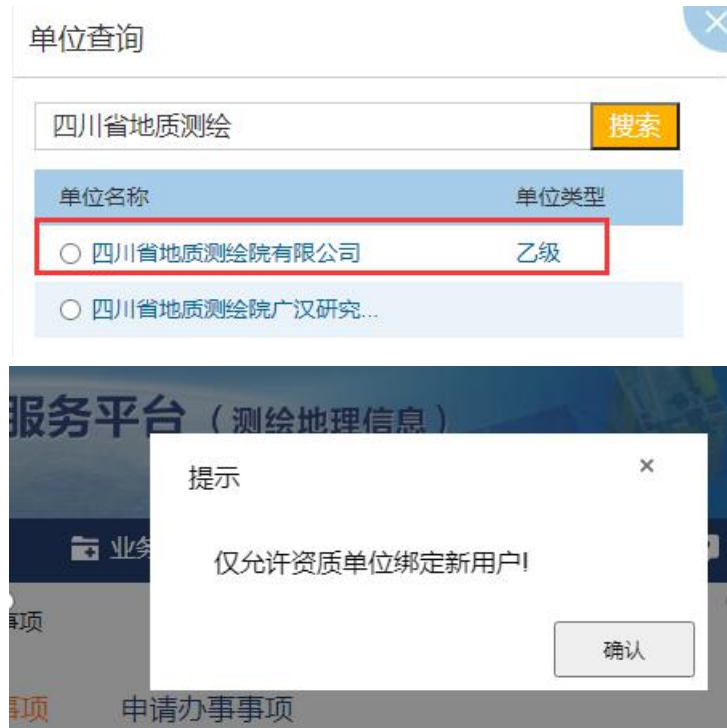 单位查询
四川省地质测绘 搜索
单位名称 单位类型
四川省地质测绘院有限公司 乙级
四川省地质测绘院广汉研究...
服务平台（测绘地理信息）
提示 ×
业务
仅允许资质单位绑定新用户!
事项
确认
事项 申请办事事项